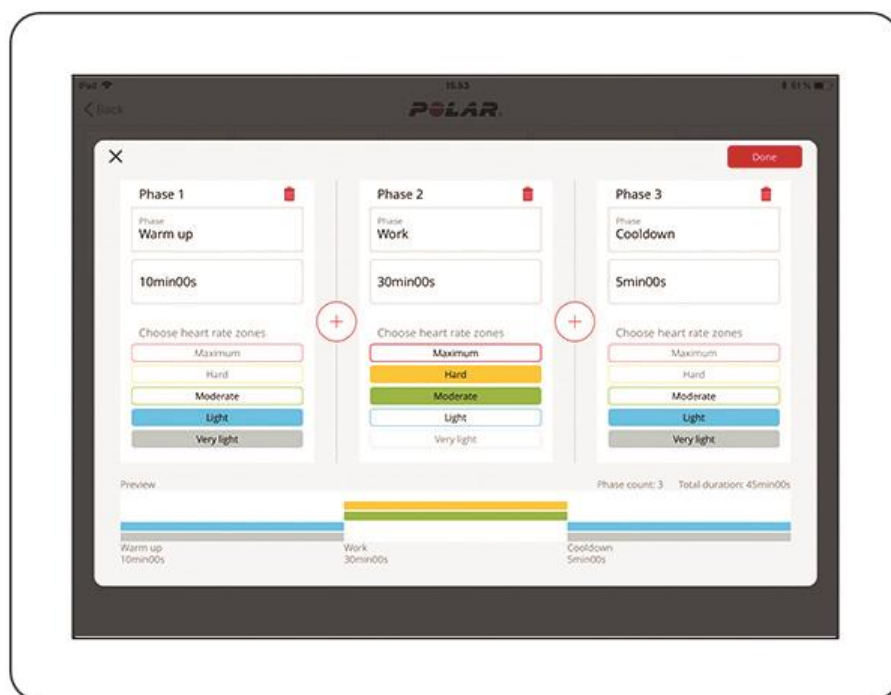 iPad 15.53 61 %
Back POLAR
Done
Phase 1
Phase
Warm up
10min00s
Choose heart rate zones
Maximum
Hard
Moderate
Light
Very light
Phase 2
Phase
Work
30min00s
Choose heart rate zones
Maximum
Hard
Moderate
Light
Very light
Phase 3
Phase
Cooldown
5min00s
Choose heart rate zones
Maximum
Hard
Moderate
Light
Very light
Preview Phase count: 3 Total duration: 45min00s
Warm up
10min00s
Work
30min00s
Cooldown
5min00s